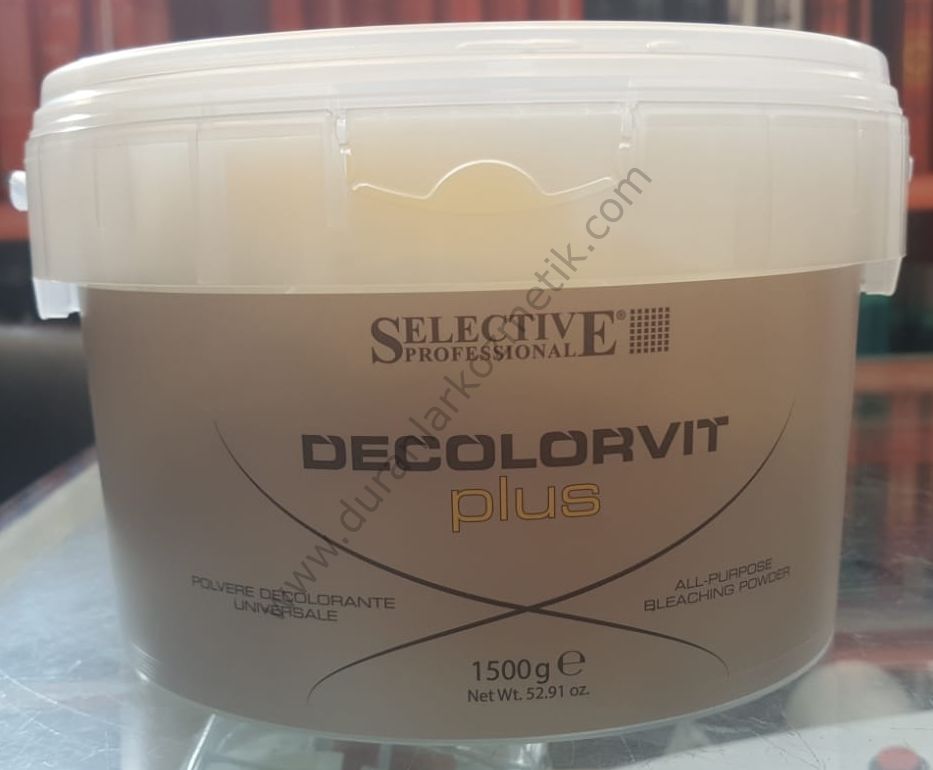 SELECTIVE®
PROFESSIONAL
DECOLORVIT
plus
POLVERE DECOLORANTE
UNIVERSALE
ALL-PURPOSE
BLEACHING POWDER
1500g ℮
Net Wt. 52.91 oz.
www.duranlarkozmetik.com